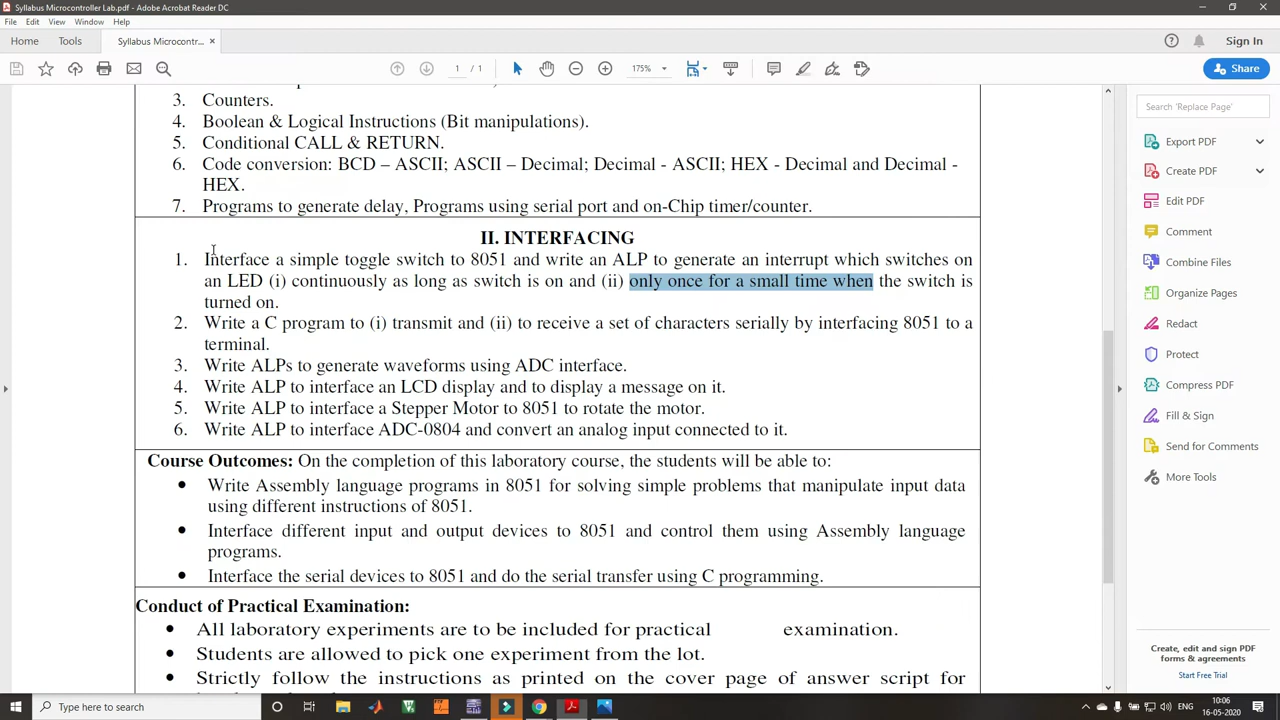 Syllabus Microcontroller Lab.pdf - Adobe Acrobat Reader DC
File Edit View Window Help
Home Tools Syllabus Microcontr... × Sign In
1 / 1 175% Share
3. Counters.
4. Boolean & Logical Instructions (Bit manipulations).
5. Conditional CALL & RETURN.
6. Code conversion: BCD – ASCII; ASCII – Decimal; Decimal - ASCII; HEX - Decimal and Decimal -
HEX.
7. Programs to generate delay, Programs using serial port and on-Chip timer/counter.
II. INTERFACING
1. Interface a simple toggle switch to 8051 and write an ALP to generate an interrupt which switches on
an LED (i) continuously as long as switch is on and (ii) only once for a small time when the switch is
turned on.
2. Write a C program to (i) transmit and (ii) to receive a set of characters serially by interfacing 8051 to a
terminal.
3. Write ALPs to generate waveforms using ADC interface.
4. Write ALP to interface an LCD display and to display a message on it.
5. Write ALP to interface a Stepper Motor to 8051 to rotate the motor.
6. Write ALP to interface ADC-0804 and convert an analog input connected to it.
Course Outcomes: On the completion of this laboratory course, the students will be able to:
• Write Assembly language programs in 8051 for solving simple problems that manipulate input data
using different instructions of 8051.
• Interface different input and output devices to 8051 and control them using Assembly language
programs.
• Interface the serial devices to 8051 and do the serial transfer using C programming.
Conduct of Practical Examination:
• All laboratory experiments are to be included for practical examination.
• Students are allowed to pick one experiment from the lot.
• Strictly follow the instructions as printed on the cover page of answer script for
Search 'Replace Page'
Export PDF
Create PDF
Edit PDF
Comment
Combine Files
Organize Pages
Redact
Protect
Compress PDF
Fill & Sign
Send for Comments
More Tools
Create, edit and sign PDF
forms & agreements
Start Free Trial
Type here to search
ENG
10:06
16-05-2020